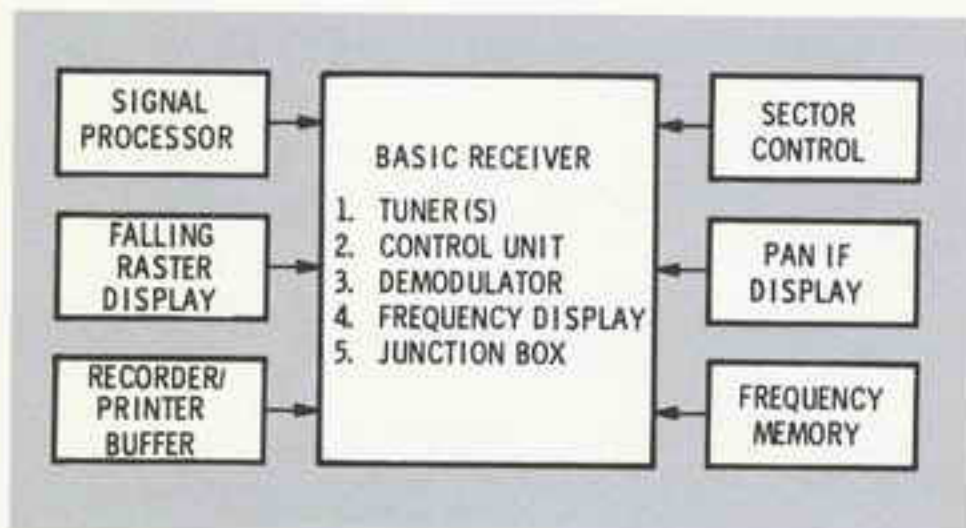 SIGNAL
PROCESSOR
FALLING
RASTER
DISPLAY
RECORDER/
PRINTER
BUFFER
BASIC RECEIVER
1. TUNER(S)
2. CONTROL UNIT
3. DEMODULATOR
4. FREQUENCY DISPLAY
5. JUNCTION BOX
SECTOR
CONTROL
PAN IF
DISPLAY
FREQUENCY
MEMORY